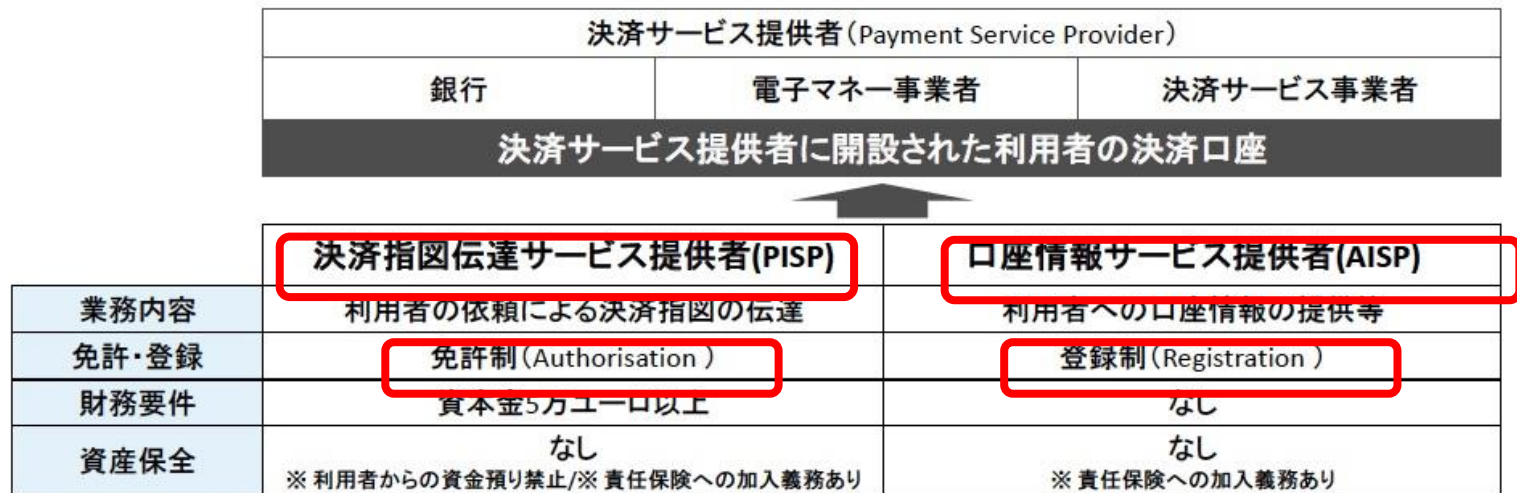 決済サービス提供者(Payment Service Provider)
銀行 電子マネー事業者 決済サービス事業者
決済サービス提供者に開設された利用者の決済口座
決済指図伝達サービス提供者(PISP) 口座情報サービス提供者(AISP)
業務内容 利用者の依頼による決済指図の伝達 利用者への口座情報の提供等
免許・登録 免許制(Authorisation ) 登録制(Registration )
財務要件 資本金5万ユーロ以上 なし
資産保全 なし なし
※ 利用者からの資金預り禁止/※ 責任保険への加入義務あり ※ 責任保険への加入義務あり